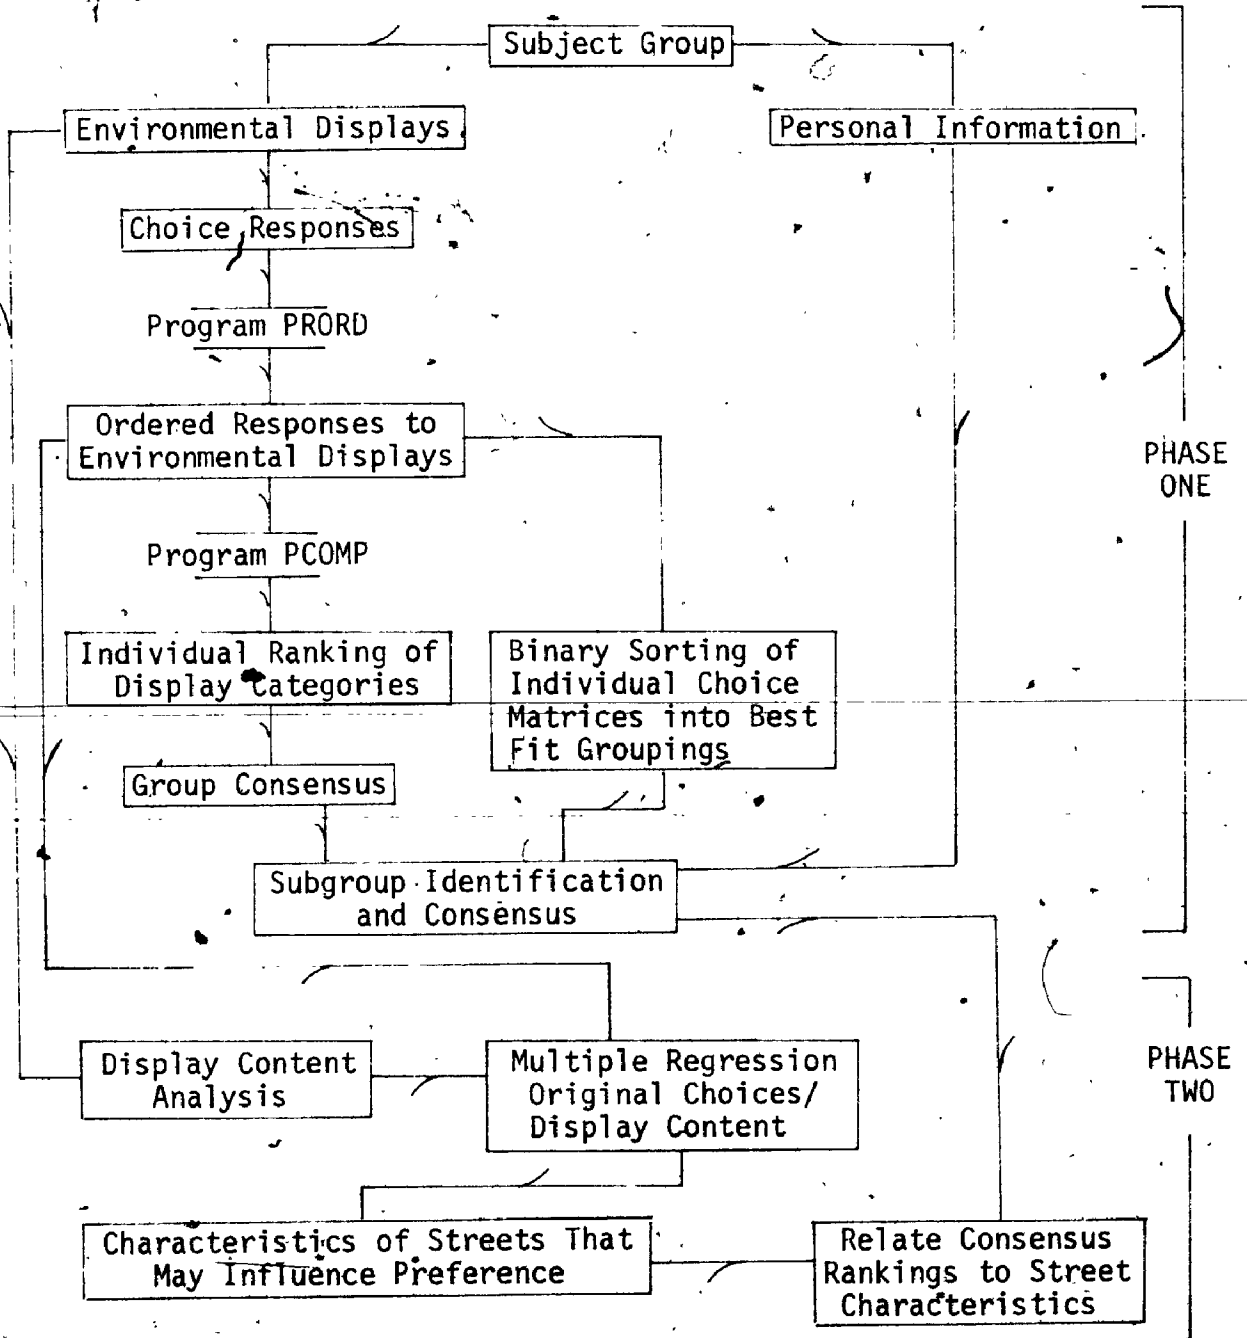 Subject Group
Environmental Displays
Personal Information
Choice Responses
Program PRORD
Ordered Responses to
Environmental Displays
PHASE
ONE
Program PCOMP
Individual Ranking of
Display Categories
Binary Sorting of
Individual Choice
Matrices into Best
Fit Groupings
Group Consensus
Subgroup Identification
and Consensus
Display Content
Analysis
Multiple Regression
Original Choices/
Display Content
PHASE
TWO
Characteristics of Streets That
May Influence Preference
Relate Consensus
Rankings to Street
Characteristics